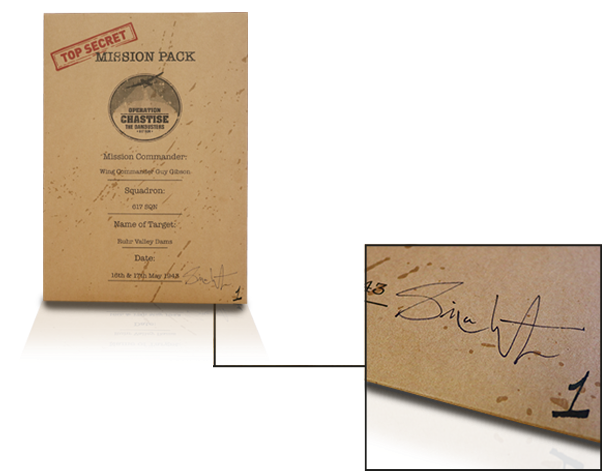 TOP SECRET
MISSION PACK
OPERATION
CHASTISE
THE DAMBUSTERS
Mission Commander:
Wing Commander Guy Gibson
Squadron:
617 SQN
Name of Target:
Ruhr Valley Dams
Date:
16th & 17th May 1943
1
43
1